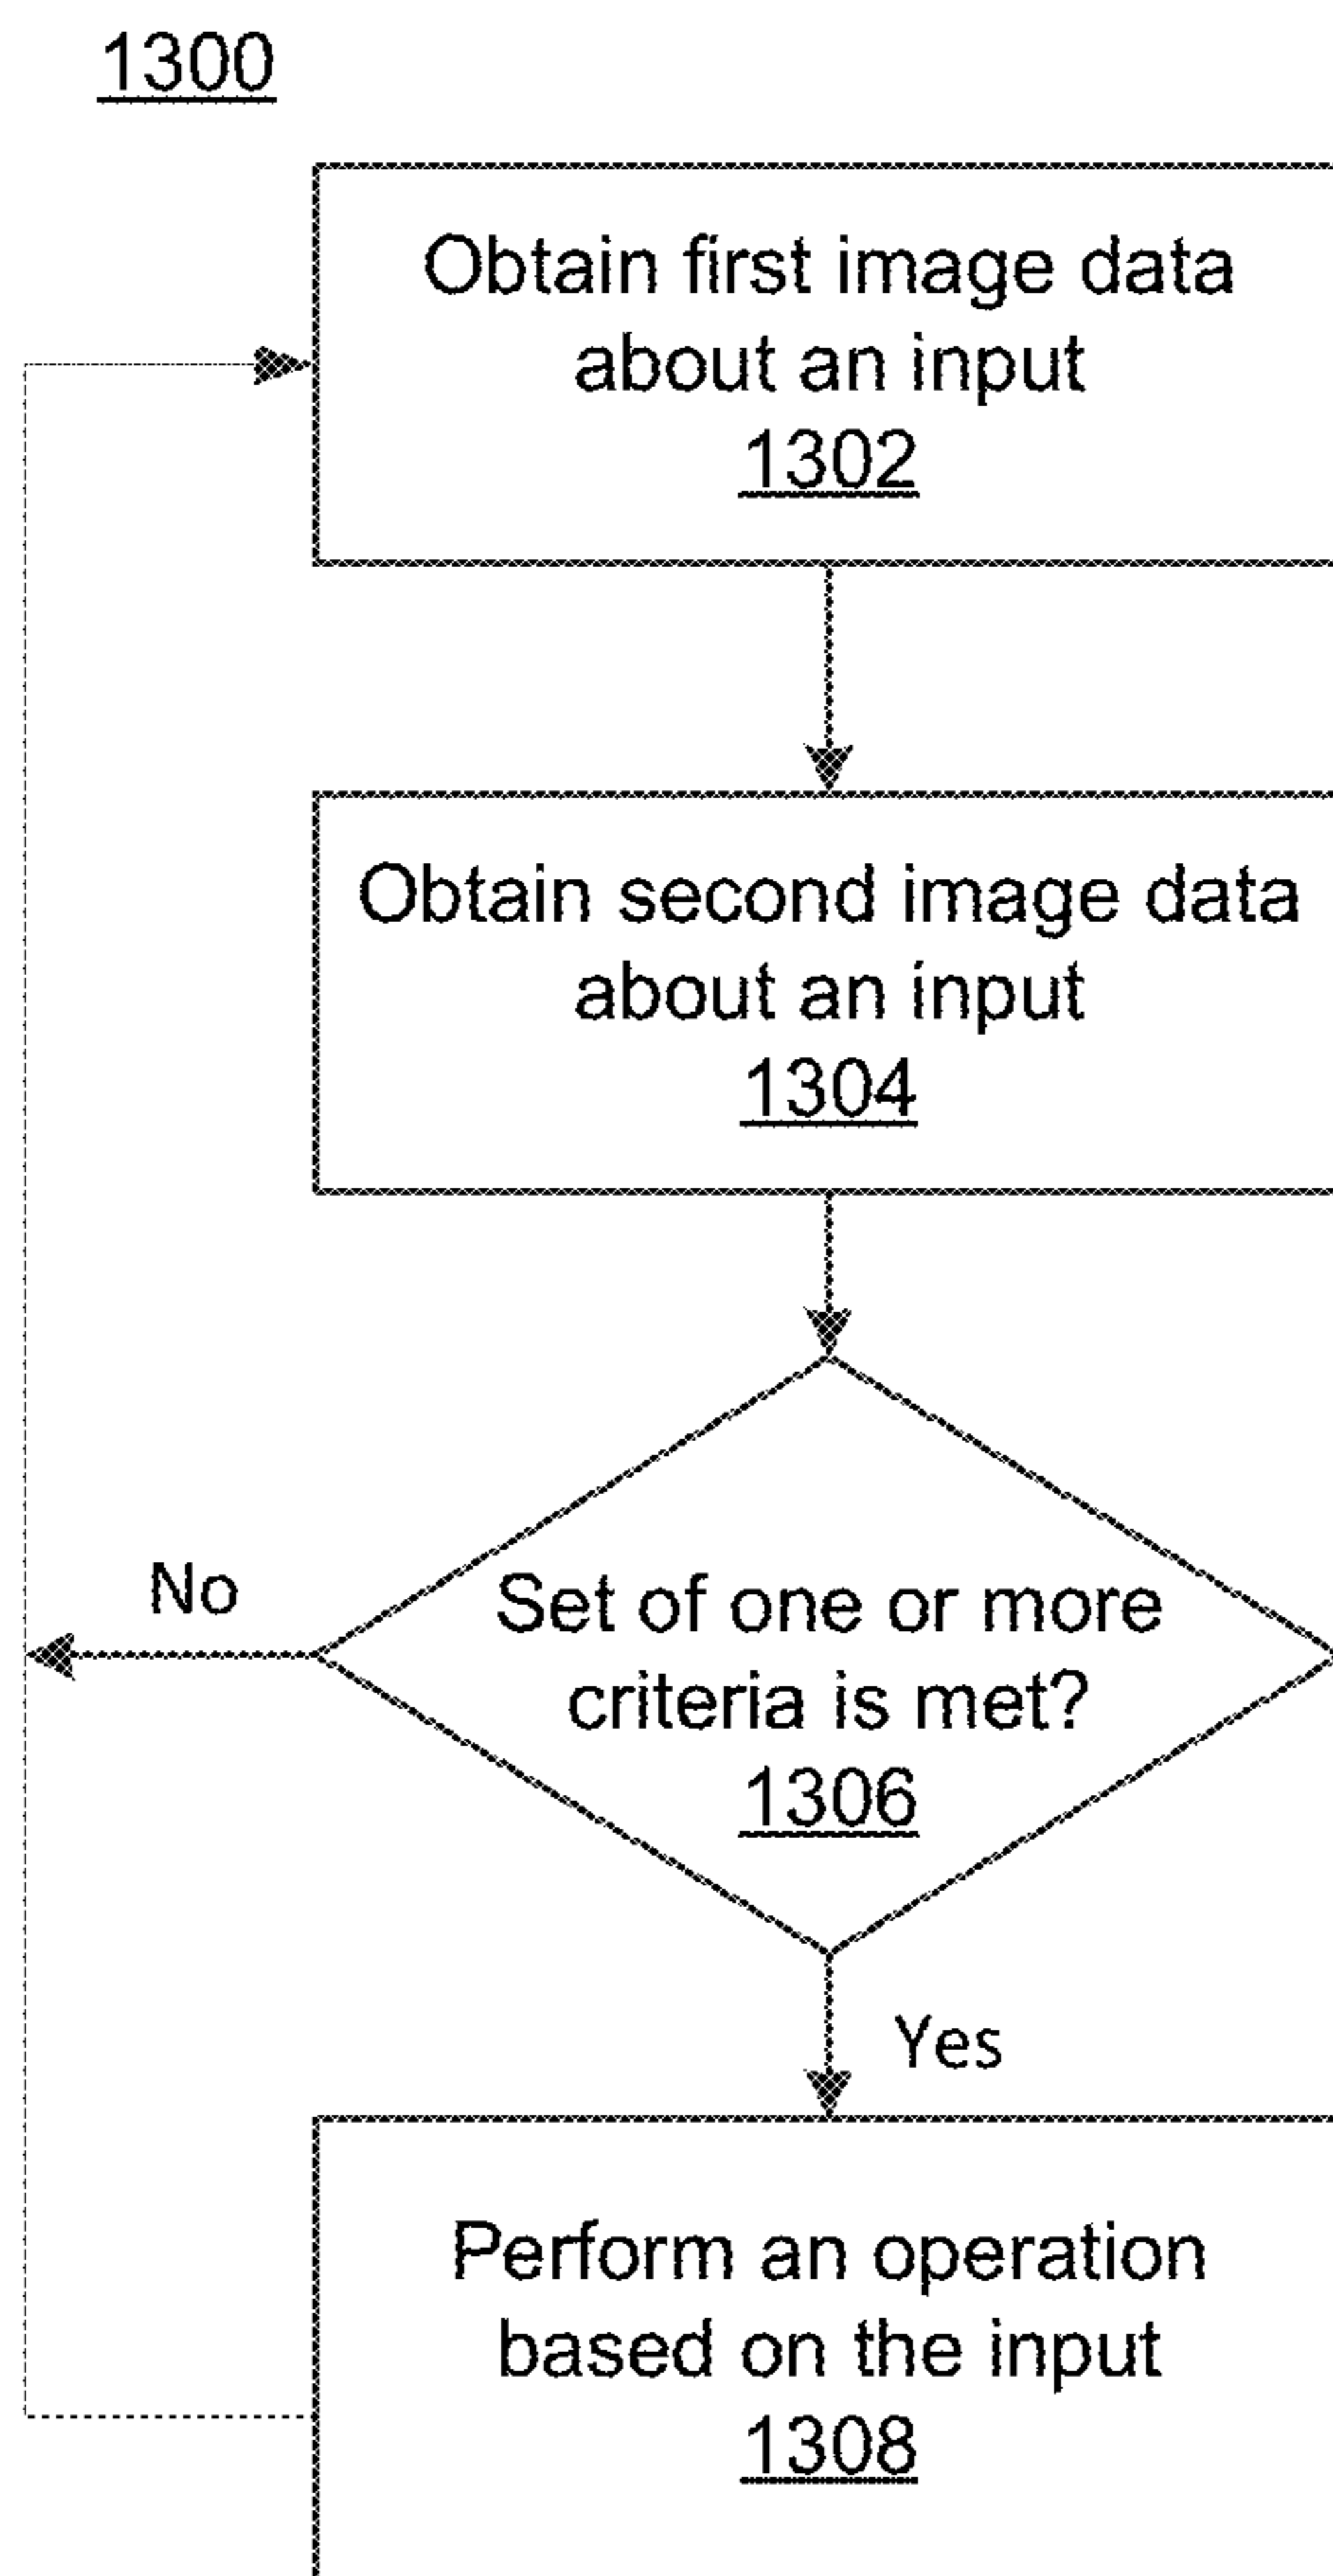 1300
Obtain first image data
about an input
1302
Obtain second image data
about an input
1304
No
Set of one or more
criteria is met?
1306
Yes
Perform an operation
based on the input
1308